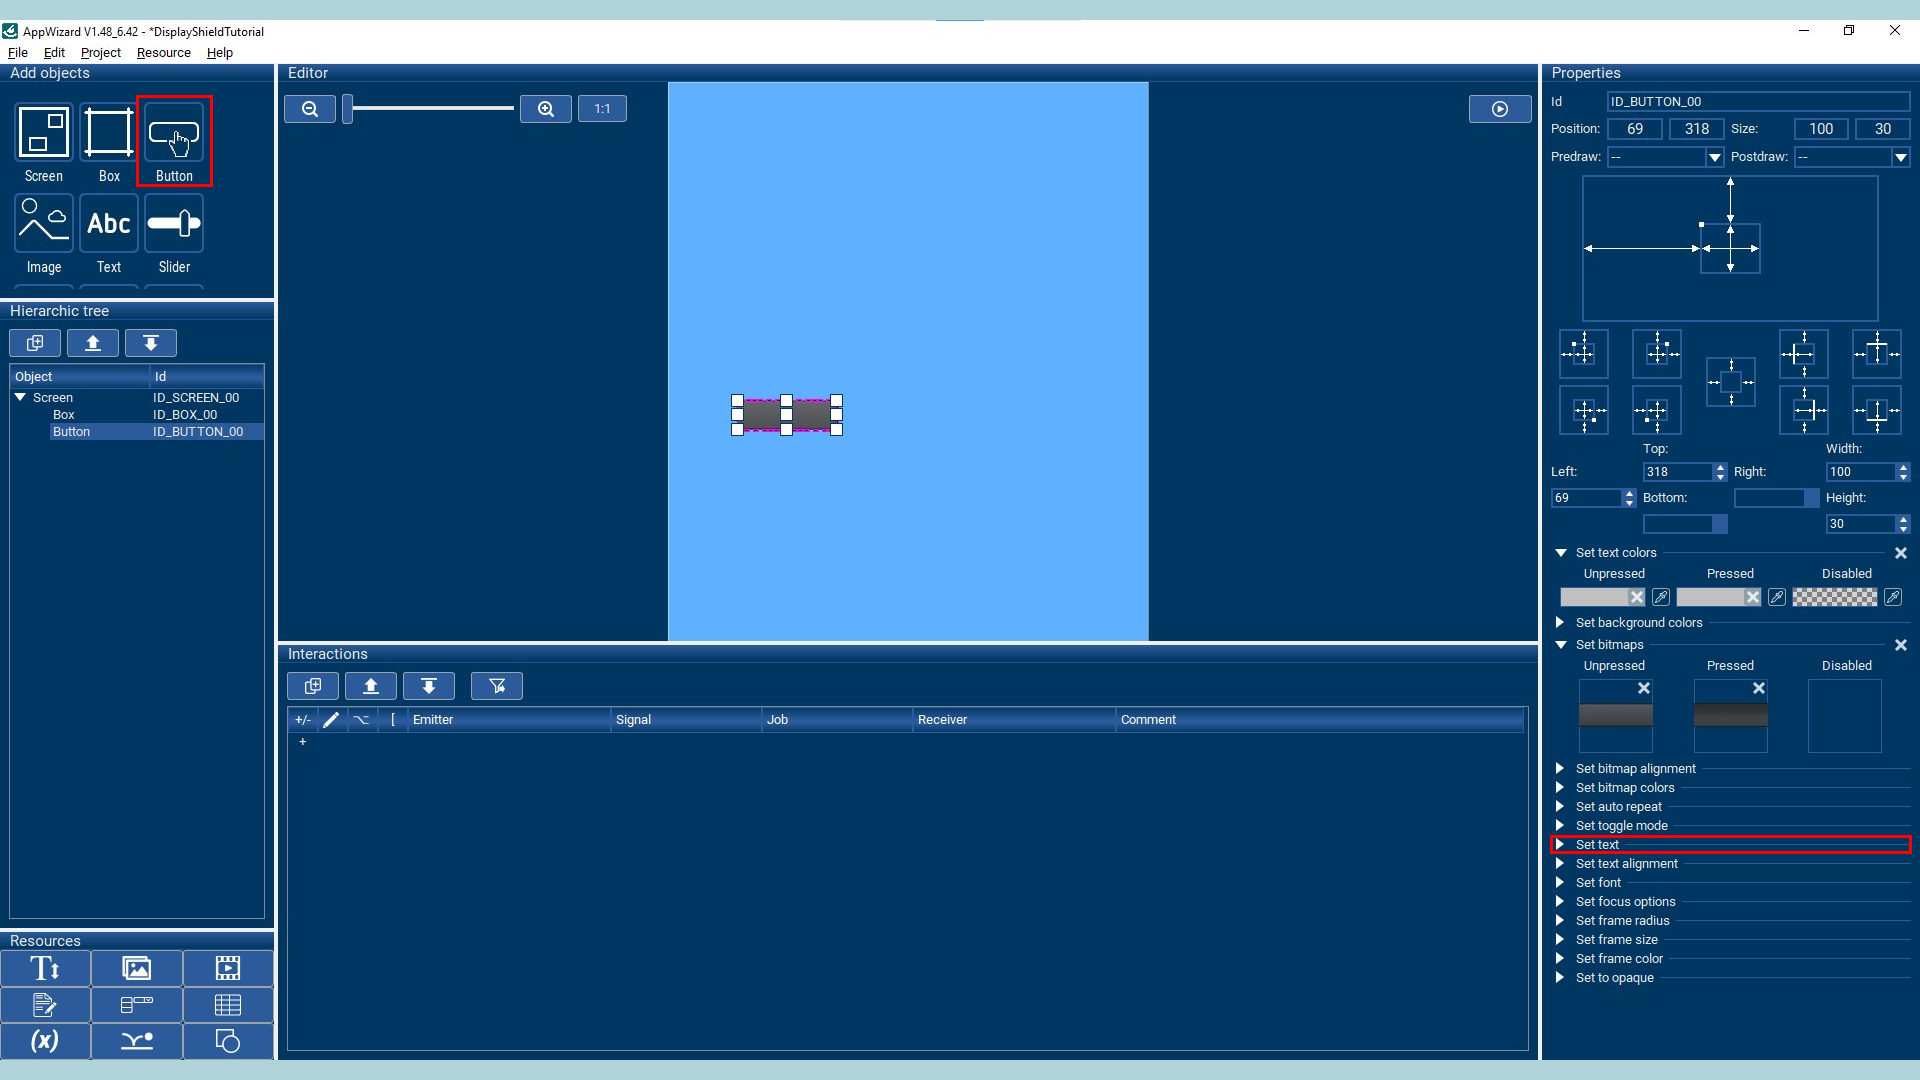 AppWizard V1.48_6.42 - *DisplayShieldTutorial
File Edit Project Resource Help
Add objects
Screen Box Button
Abc
Image Text Slider
Hierarchic tree
Object Id
Screen ID_SCREEN_00
Box ID_BOX_00
Button ID_BUTTON_00
Resources
T
(x)
Editor
1:1
Interactions
+/- [ Emitter Signal Job Receiver Comment
+
Properties
Id ID_BUTTON_00
Position: 69 318 Size: 100 30
Predraw: -- Postdraw: --
Top: Width:
Left: 318 Right: 100
69 Bottom: Height:
30
Set text colors
Unpressed Pressed Disabled
Set background colors
Set bitmaps
Unpressed Pressed Disabled
Set bitmap alignment
Set bitmap colors
Set auto repeat
Set toggle mode
Set text
Set text alignment
Set font
Set focus options
Set frame radius
Set frame size
Set frame color
Set to opaque